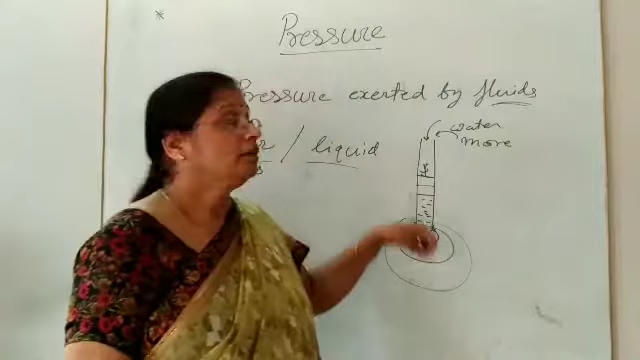 *
Pressure
Pressure exerted by fluids
/ liquid
water
more